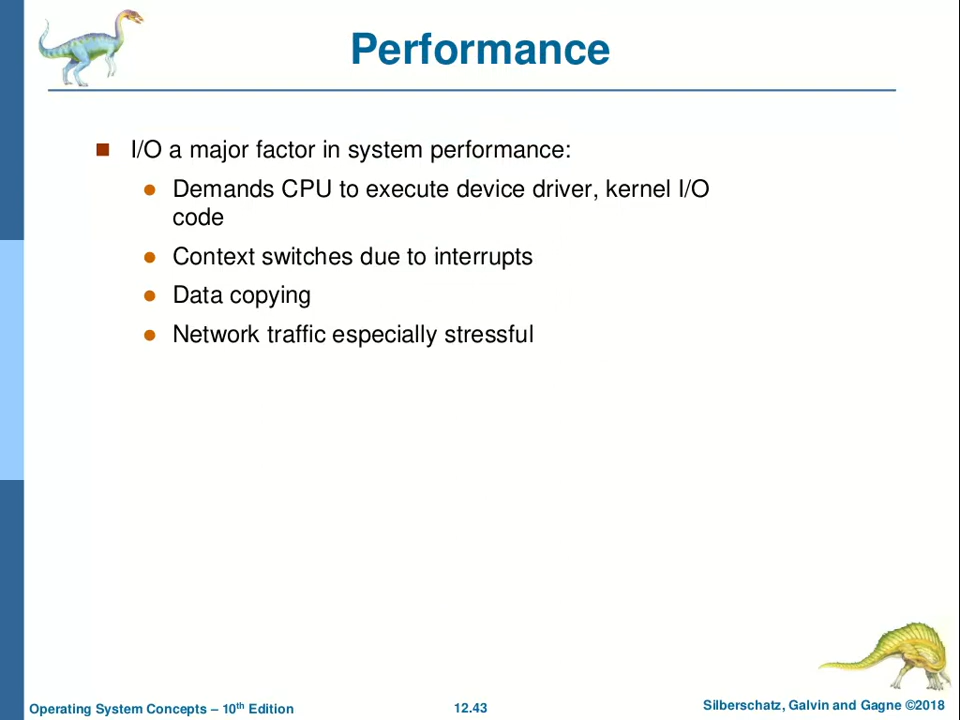 Performance
I/O a major factor in system performance:
Demands CPU to execute device driver, kernel I/O
code
Context switches due to interrupts
Data copying
Network traffic especially stressful
Operating System Concepts – 10th Edition
12.43
Silberschatz, Galvin and Gagne ©2018